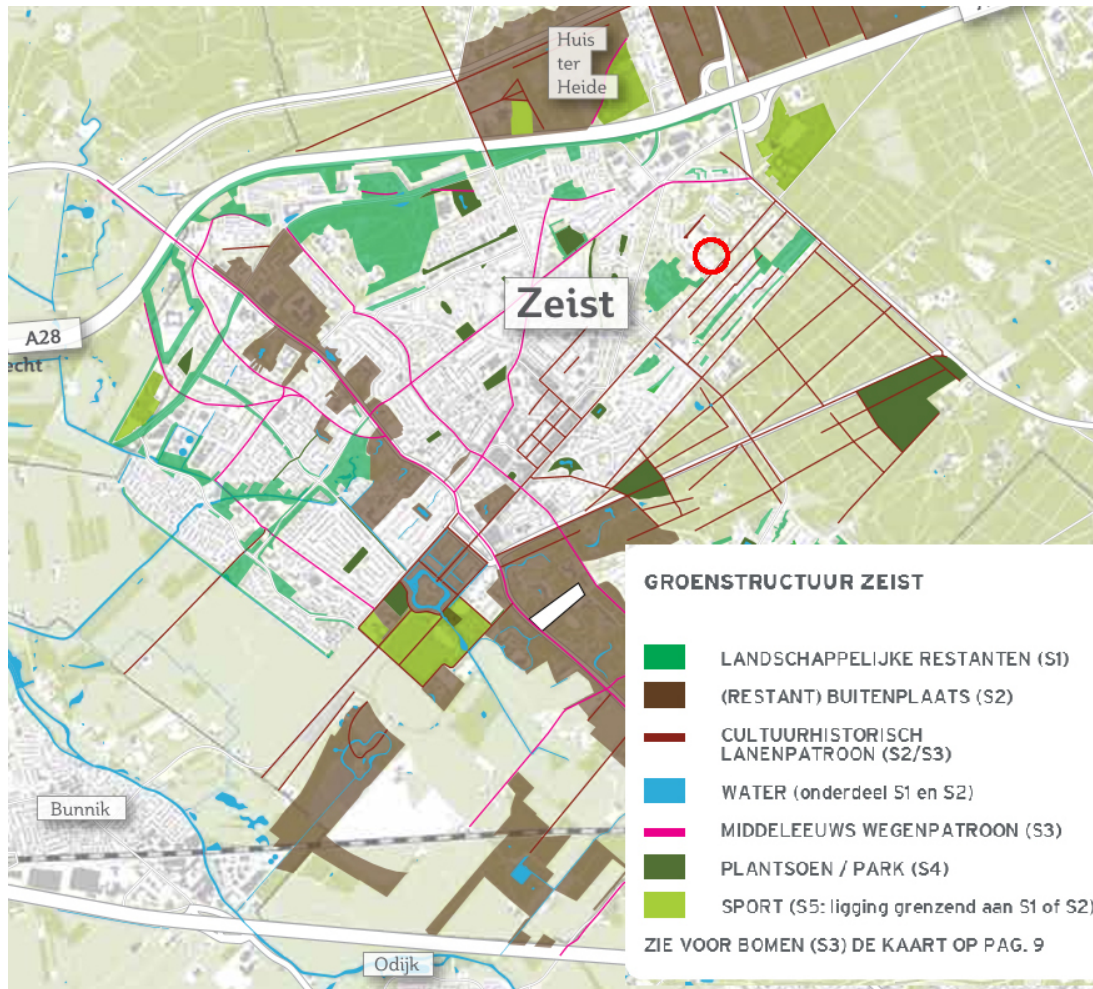 Huis
ter
Heide
Zeist
A28
echt
Bunnik
Odijk
GROENSTRUCTUUR ZEIST
LANDSCHAPPELIJKE RESTANTEN (S1)
(RESTANT) BUITENPLAATS (S2)
CULTUURHISTORISCH
LANENPATROON (S2/S3)
WATER (onderdeel S1 en S2)
MIDDELEEUWS WEGENPATROON (S3)
PLANTSOEN / PARK (S4)
SPORT (S5: ligging grenzend aan S1 of S2)
ZIE VOOR BOMEN (S3) DE KAART OP PAG. 9